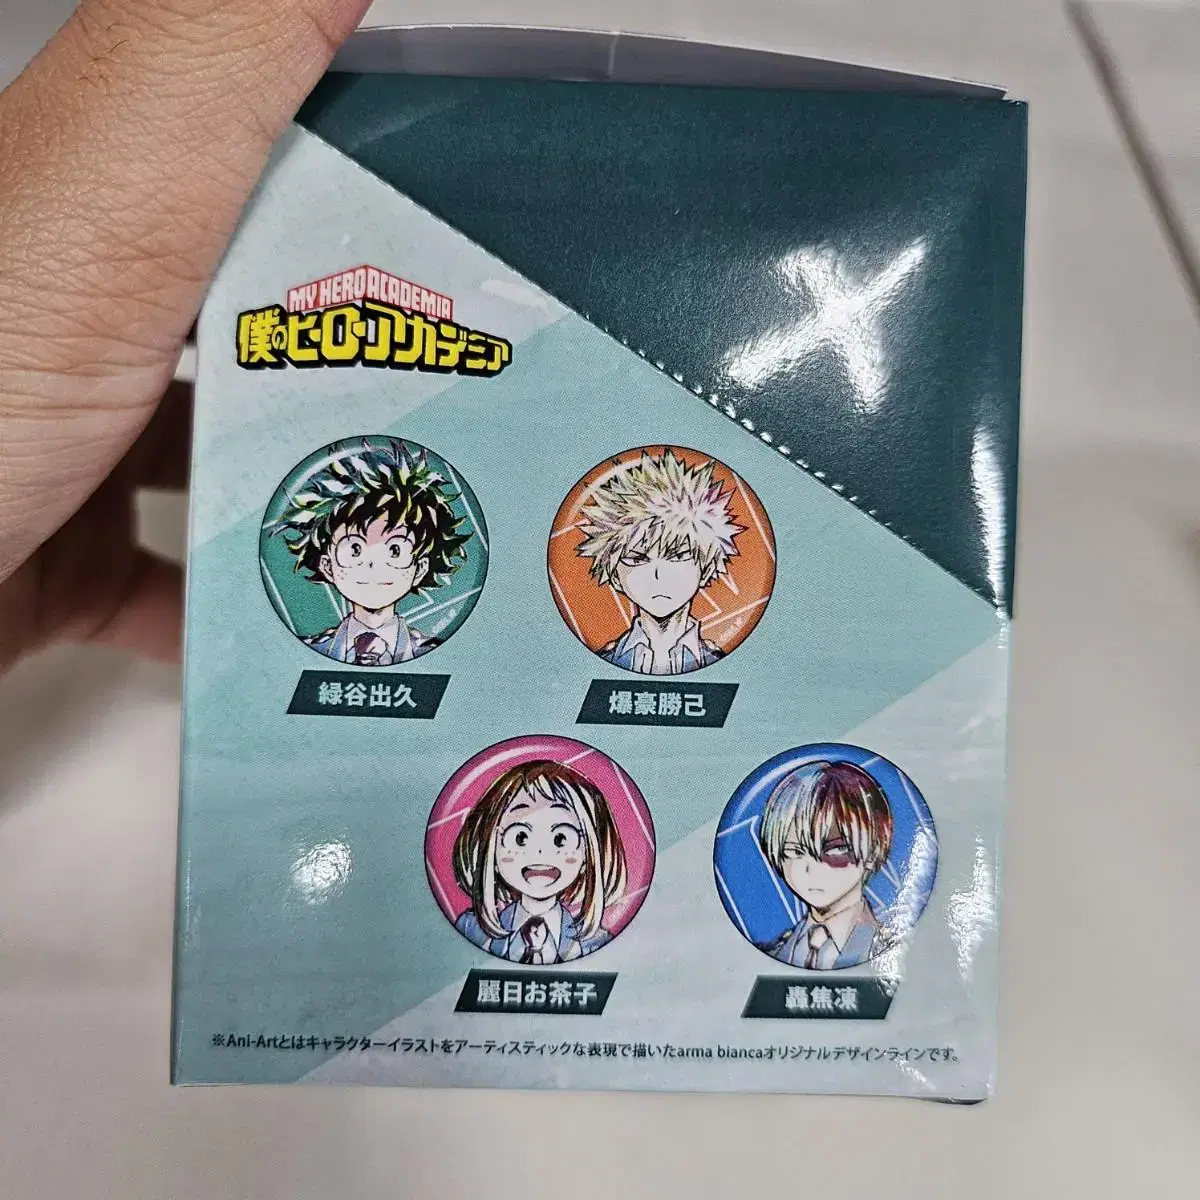 MY HERO ACADEMIA
僕のヒーローアカデミア
緑谷出久
爆豪勝己
麗日お茶子
轟焦凍
※Ani-Artとはキャラクターイラストをアーティスティックな表現で描いたarma biancaオリジナルデザインラインです。